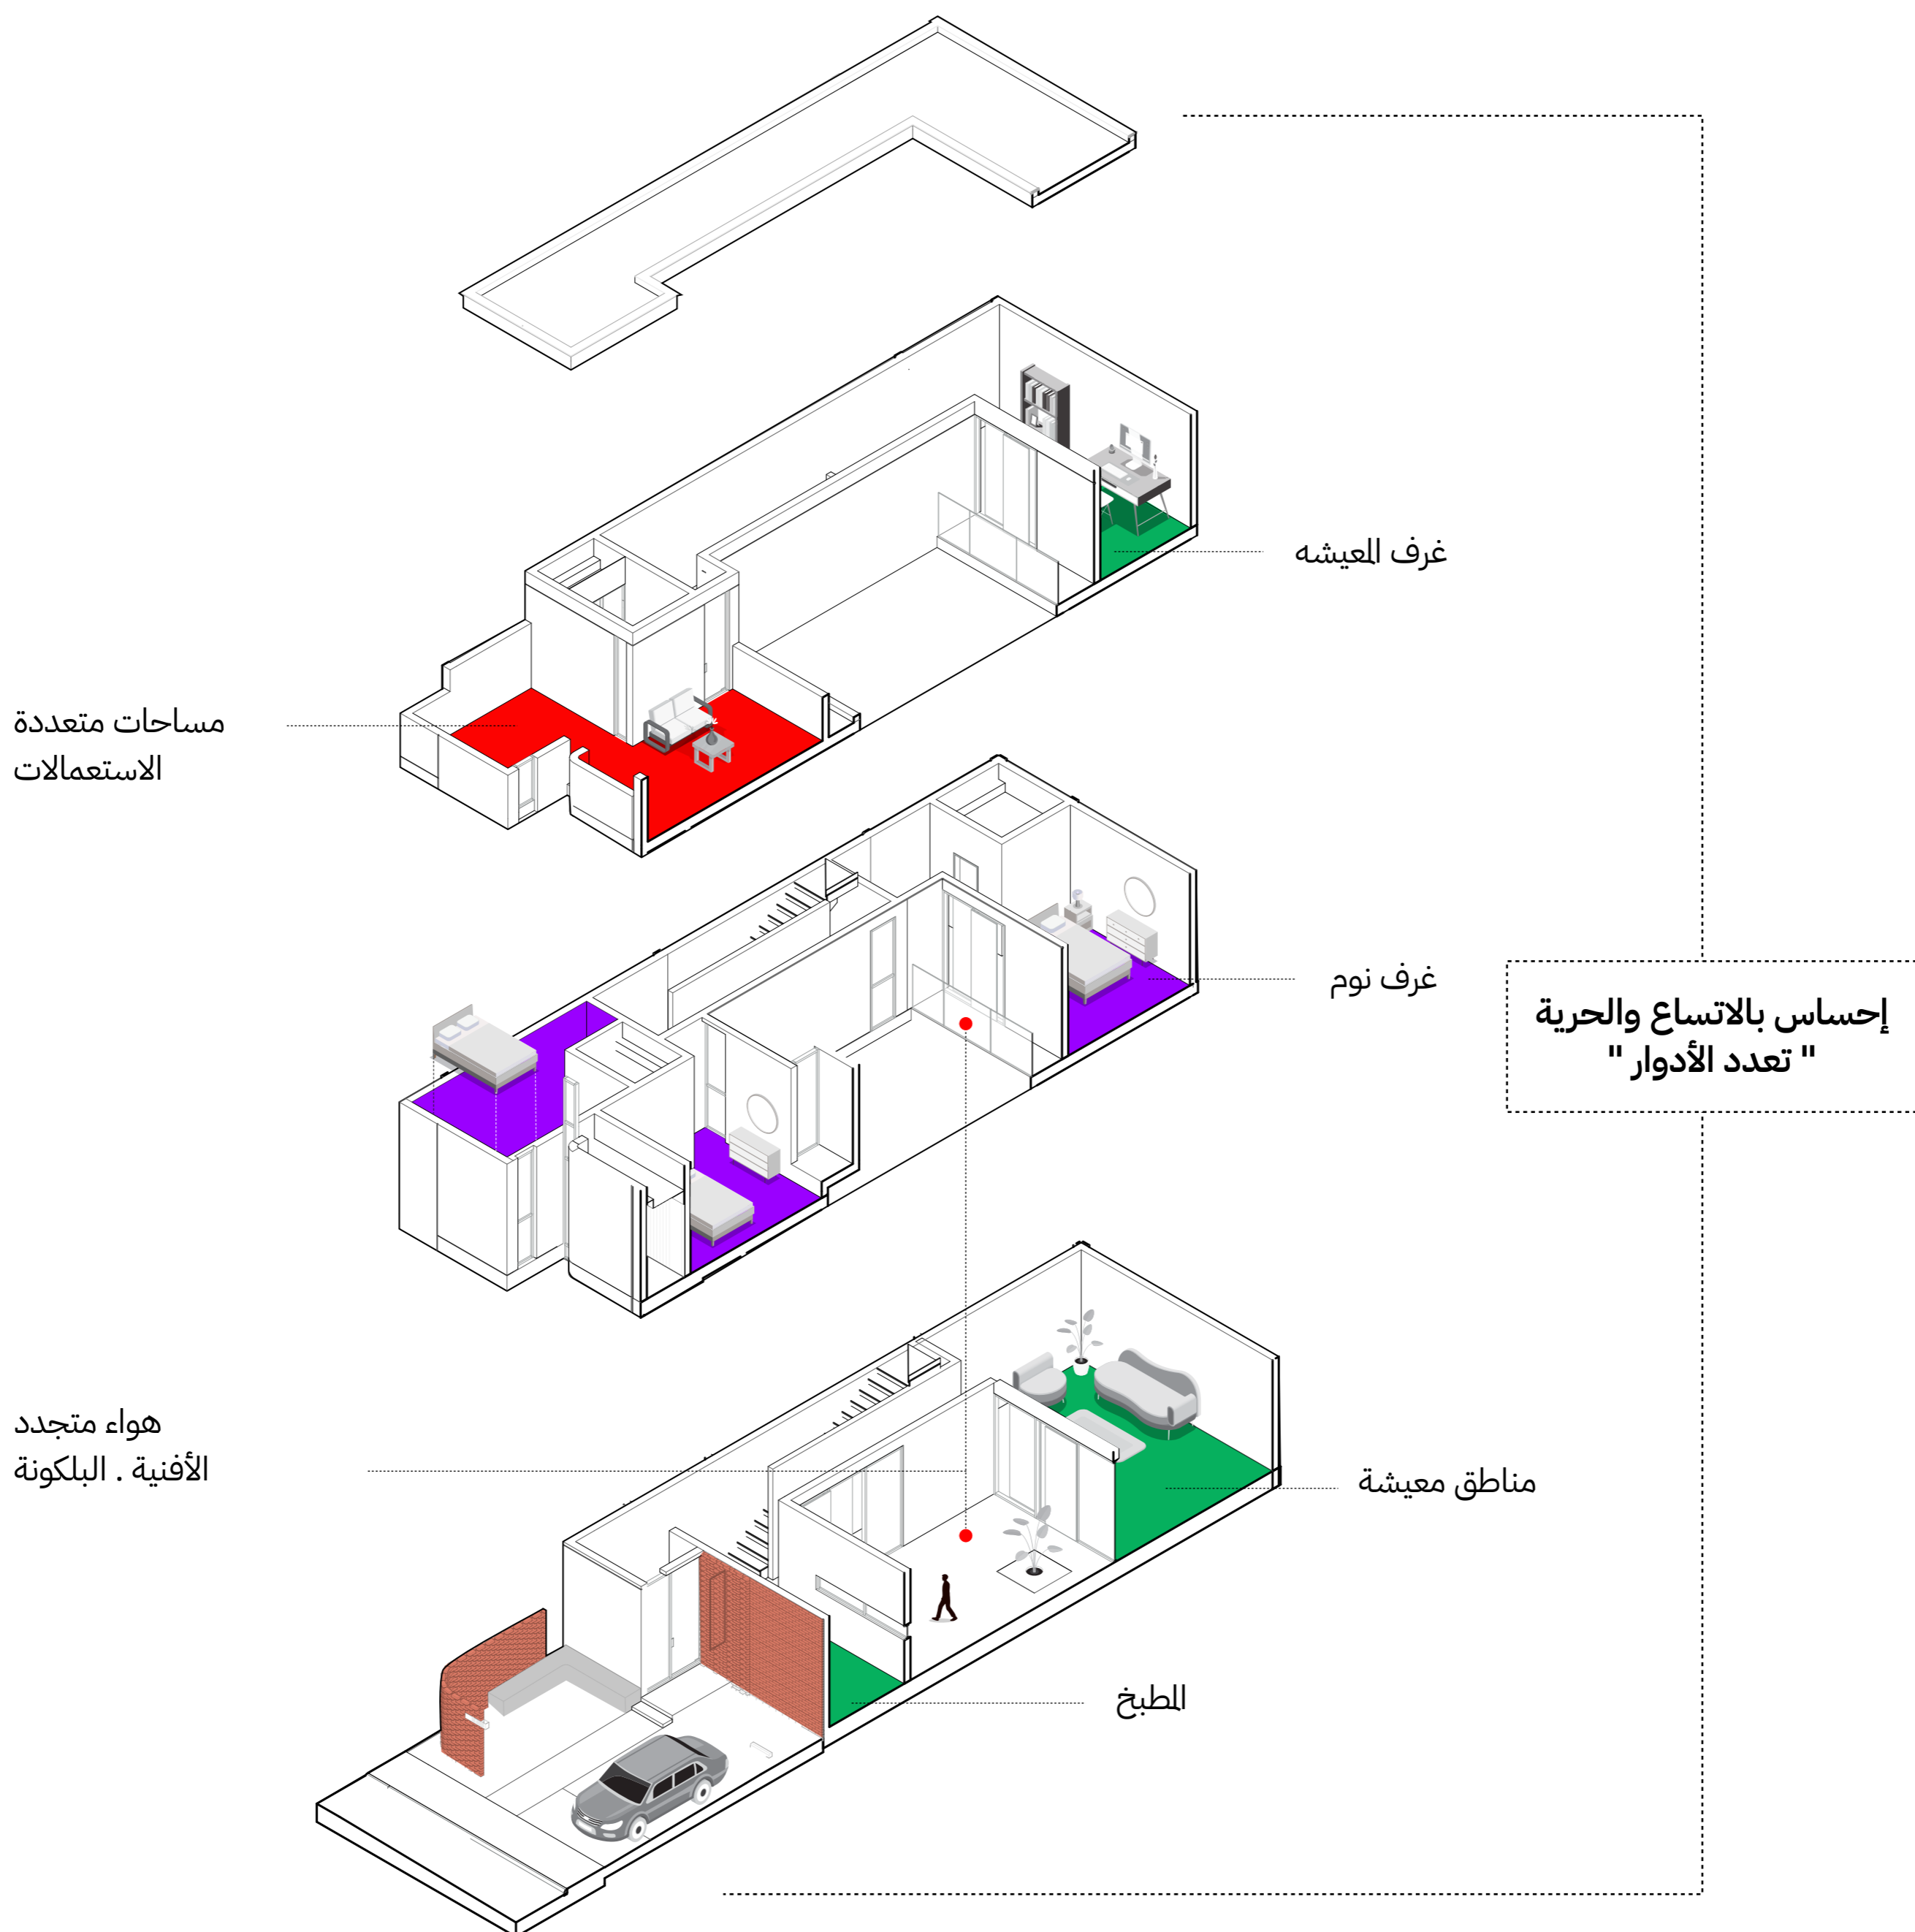 غرف المعيشه
مساحات متعددة
الاستعمالات
غرف نوم
إحساس بالاتساع والحرية
" تعدد الأدوار "
هواء متجدد
الأفنية . البلكونة
مناطق معيشة
المطبخ